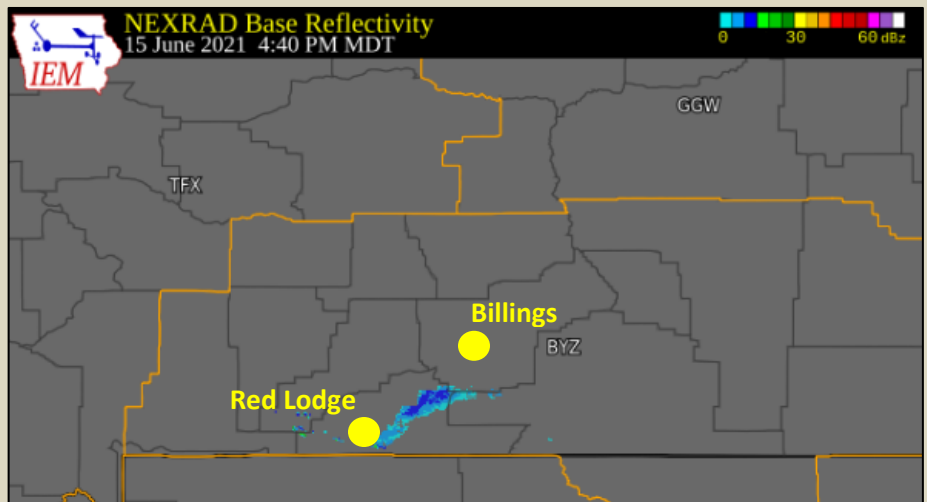 NEXRAD Base Reflectivity
15 June 2021 4:40 PM MDT
IEM
0 30 60 dBz
GGW
TFX
Billings
BYZ
Red Lodge